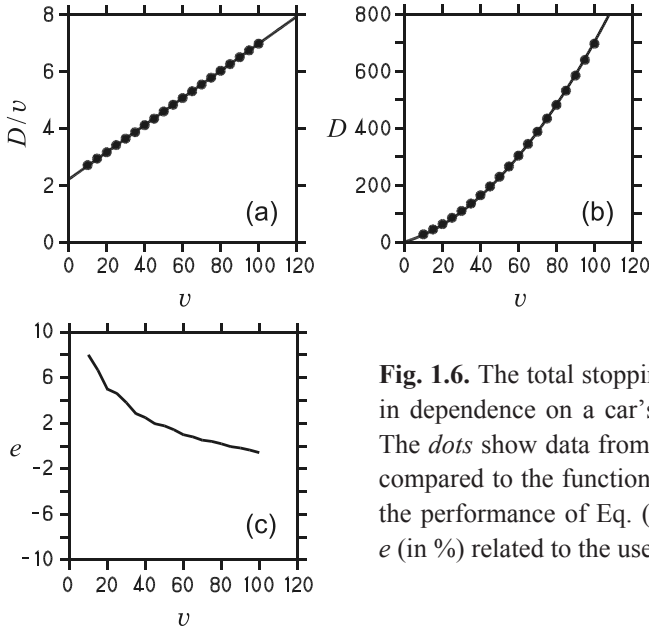 8
6
4
2
0
D/v
(a)
0 20 40 60 80 100 120
v
800
600
D 400
200
0
(b)
0 20 40 60 80 100 120
v
10
6
2
e
-2
-6
-10
(c)
0 20 40 60 80 100 120
v
Fig. 1.6. The total stoppin
in dependence on a car's
The dots show data from
compared to the function
the performance of Eq. (
e (in %) related to the use